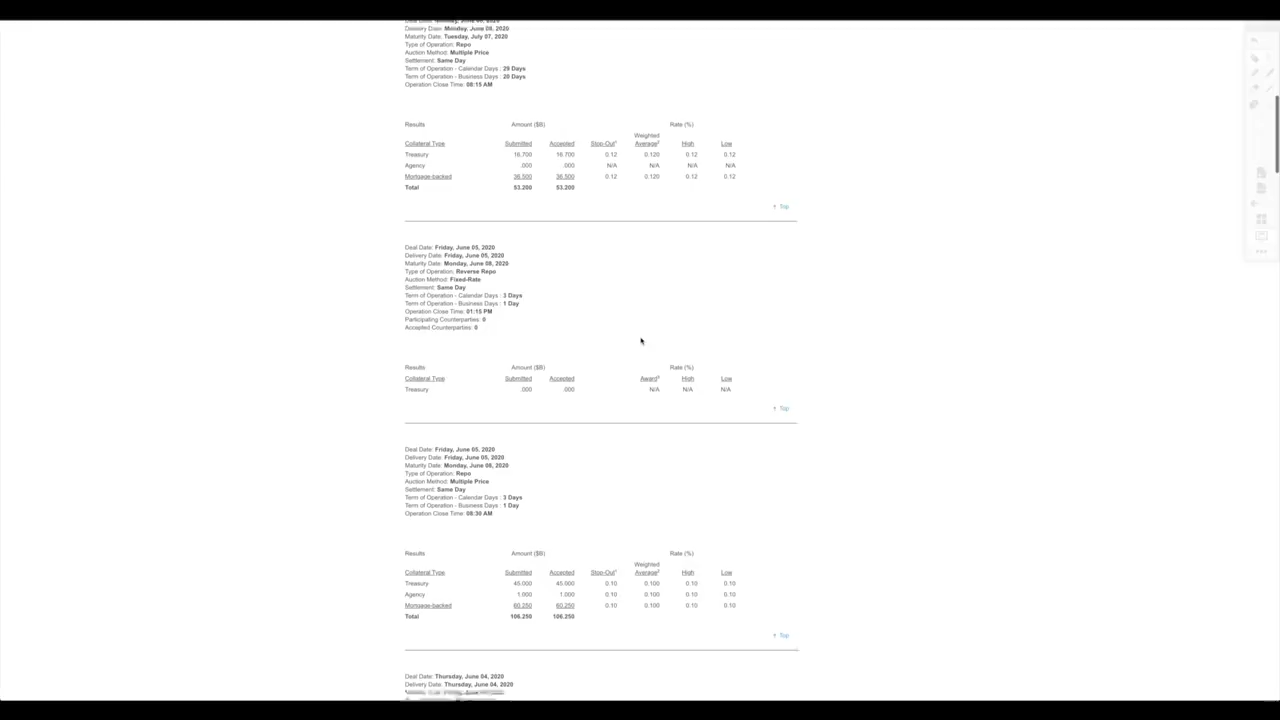 Delivery Date: Monday, June 08, 2020
Maturity Date: Tuesday, July 07, 2020
Type of Operation: Repo
Auction Method: Multiple Price
Settlement: Same Day
Term of Operation - Calendar Days : 29 Days
Term of Operation - Business Days : 20 Days
Operation Close Time: 08:15 AM
Results Amount ($B) Rate (%)
Weighted
Collateral Type Submitted Accepted Stop-Out¹ Average² High Low
Treasury 16.700 16.700 0.12 0.120 0.12 0.12
Agency .000 .000 N/A N/A N/A N/A
Mortgage-backed 36.500 36.500 0.12 0.120 0.12 0.12
Total 53.200 53.200
↑ Top
Deal Date: Friday, June 05, 2020
Delivery Date: Friday, June 05, 2020
Maturity Date: Monday, June 08, 2020
Type of Operation: Reverse Repo
Auction Method: Fixed-Rate
Settlement: Same Day
Term of Operation - Calendar Days : 3 Days
Term of Operation - Business Days : 1 Day
Operation Close Time: 01:15 PM
Participating Counterparties: 0
Accepted Counterparties: 0
Results Amount ($B) Rate (%)
Collateral Type Submitted Accepted Award³ High Low
Treasury .000 .000 N/A N/A N/A
↑ Top
Deal Date: Friday, June 05, 2020
Delivery Date: Friday, June 05, 2020
Maturity Date: Monday, June 08, 2020
Type of Operation: Repo
Auction Method: Multiple Price
Settlement: Same Day
Term of Operation - Calendar Days : 3 Days
Term of Operation - Business Days : 1 Day
Operation Close Time: 08:30 AM
Results Amount ($B) Rate (%)
Weighted
Collateral Type Submitted Accepted Stop-Out¹ Average² High Low
Treasury 45.000 45.000 0.10 0.100 0.10 0.10
Agency 1.000 1.000 0.10 0.100 0.10 0.10
Mortgage-backed 60.250 60.250 0.10 0.100 0.10 0.10
Total 106.250 106.250
↑ Top
Deal Date: Thursday, June 04, 2020
Delivery Date: Thursday, June 04, 2020